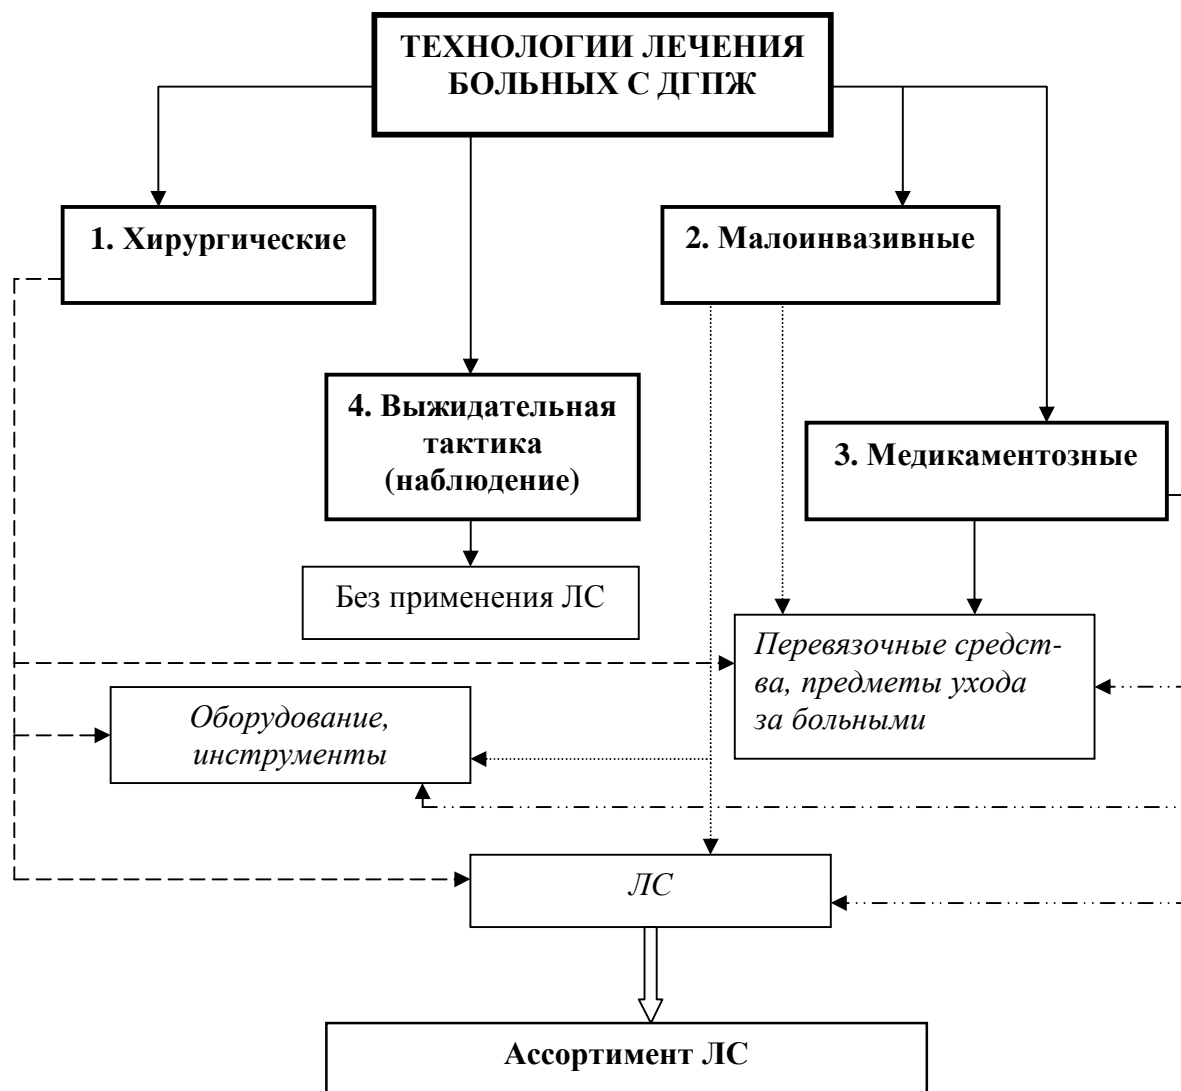 ТЕХНОЛОГИИ ЛЕЧЕНИЯ
БОЛЬНЫХ С ДГПЖ
1. Хирургические
2. Малоинвазивные
4. Выжидательная
тактика
(наблюдение)
3. Медикаментозные
Без применения ЛС
Перевязочные средст-
ва, предметы ухода
за больными
Оборудование,
инструменты
ЛС
Ассортимент ЛС